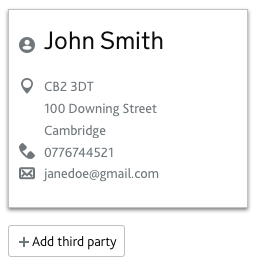 John Smith
CB2 3DT
100 Downing Street
Cambridge
0776744521
janedoe@gmail.com
+ Add third party